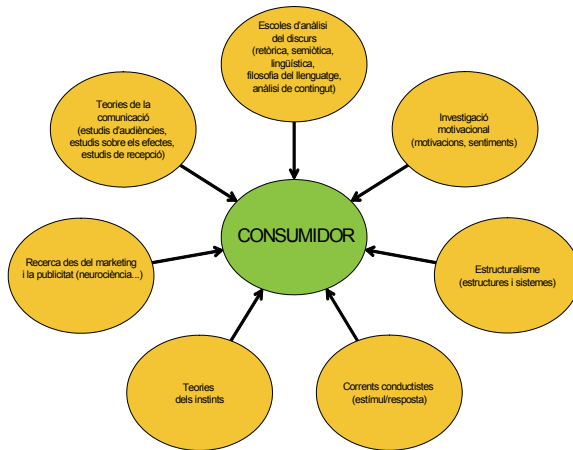 Escoles d'anàlisi
del discurs
(retòrica, semiòtica,
lingüística,
filosofia del llenguatge,
anàlisi de contingut)
Teories de la
comunicació
(estudis d'audiències,
estudis sobre els efectes,
estudis de recepció)
Investigació
motivacional
(motivacions, sentiments)
CONSUMIDOR
Recerca des del marketing
i la publicitat (neurociència...)
Estructuralisme
(estructures i sistemes)
Teories
dels instints
Corrents conductistes
(estímul/resposta)